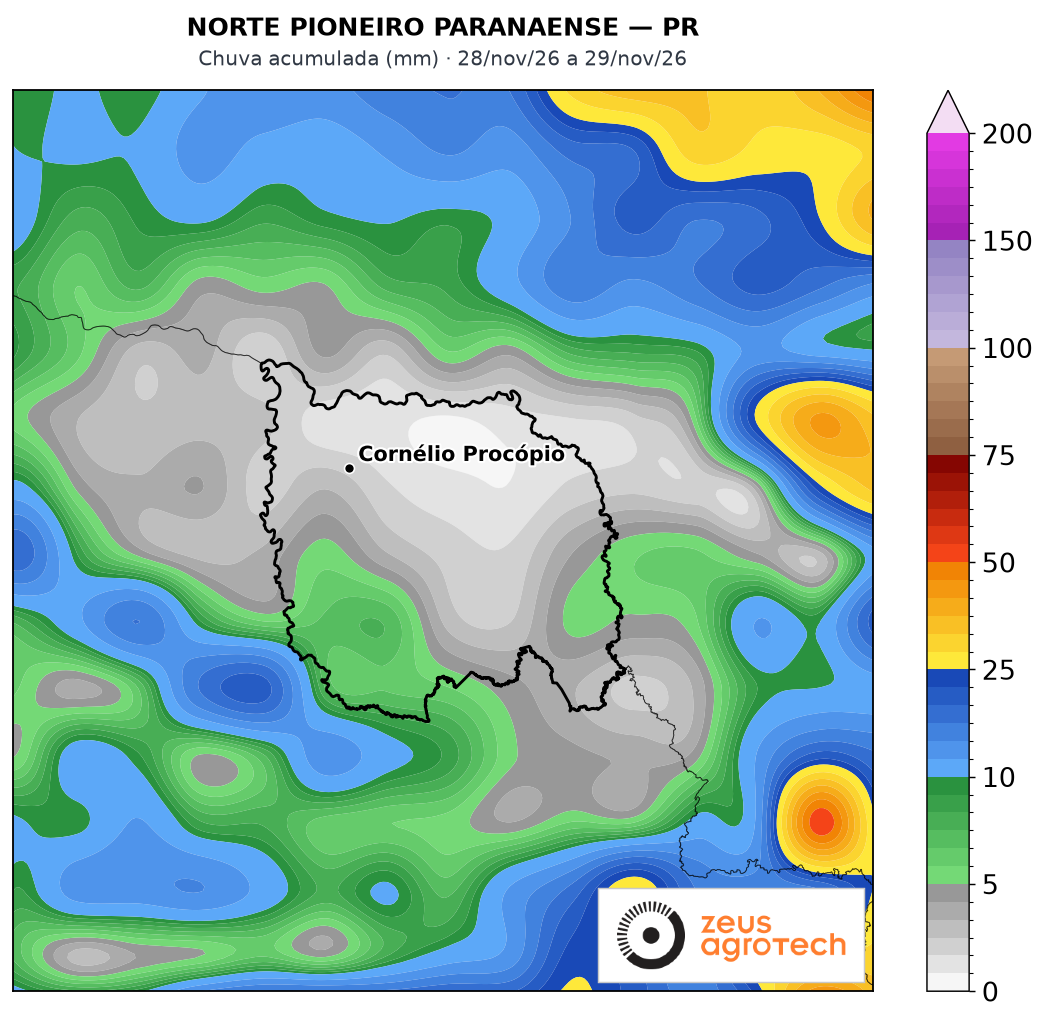 NORTE PIONEIRO PARANAENSE — PR
Chuva acumulada (mm) · 28/nov/26 a 29/nov/26
200
150
100
75
50
25
10
5
0
Cornélio Procópio
zeus
agrotech